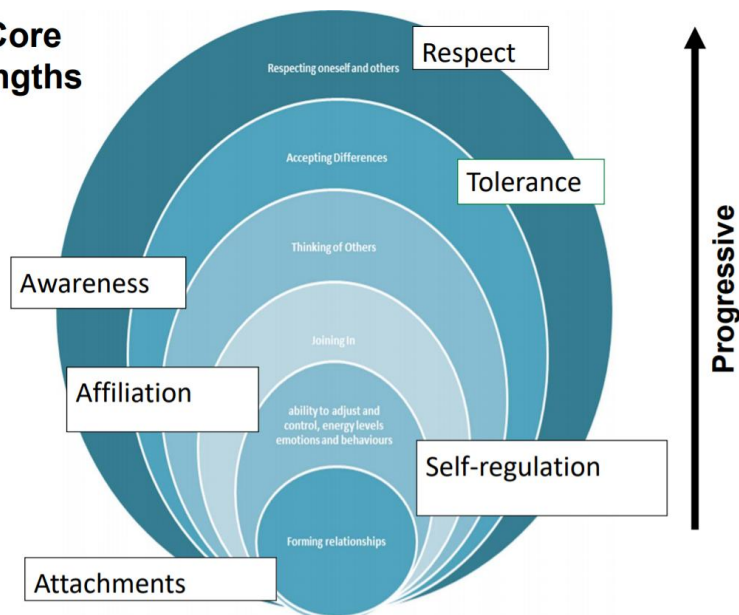 Core
ngths
Respect
Respecting oneself and others
Accepting Differences
Tolerance
Thinking of Others
Awareness
Joining In
Affiliation
ability to adjust and
control, energy levels
emotions and behaviours
Self-regulation
Forming relationships
Attachments
Progressive